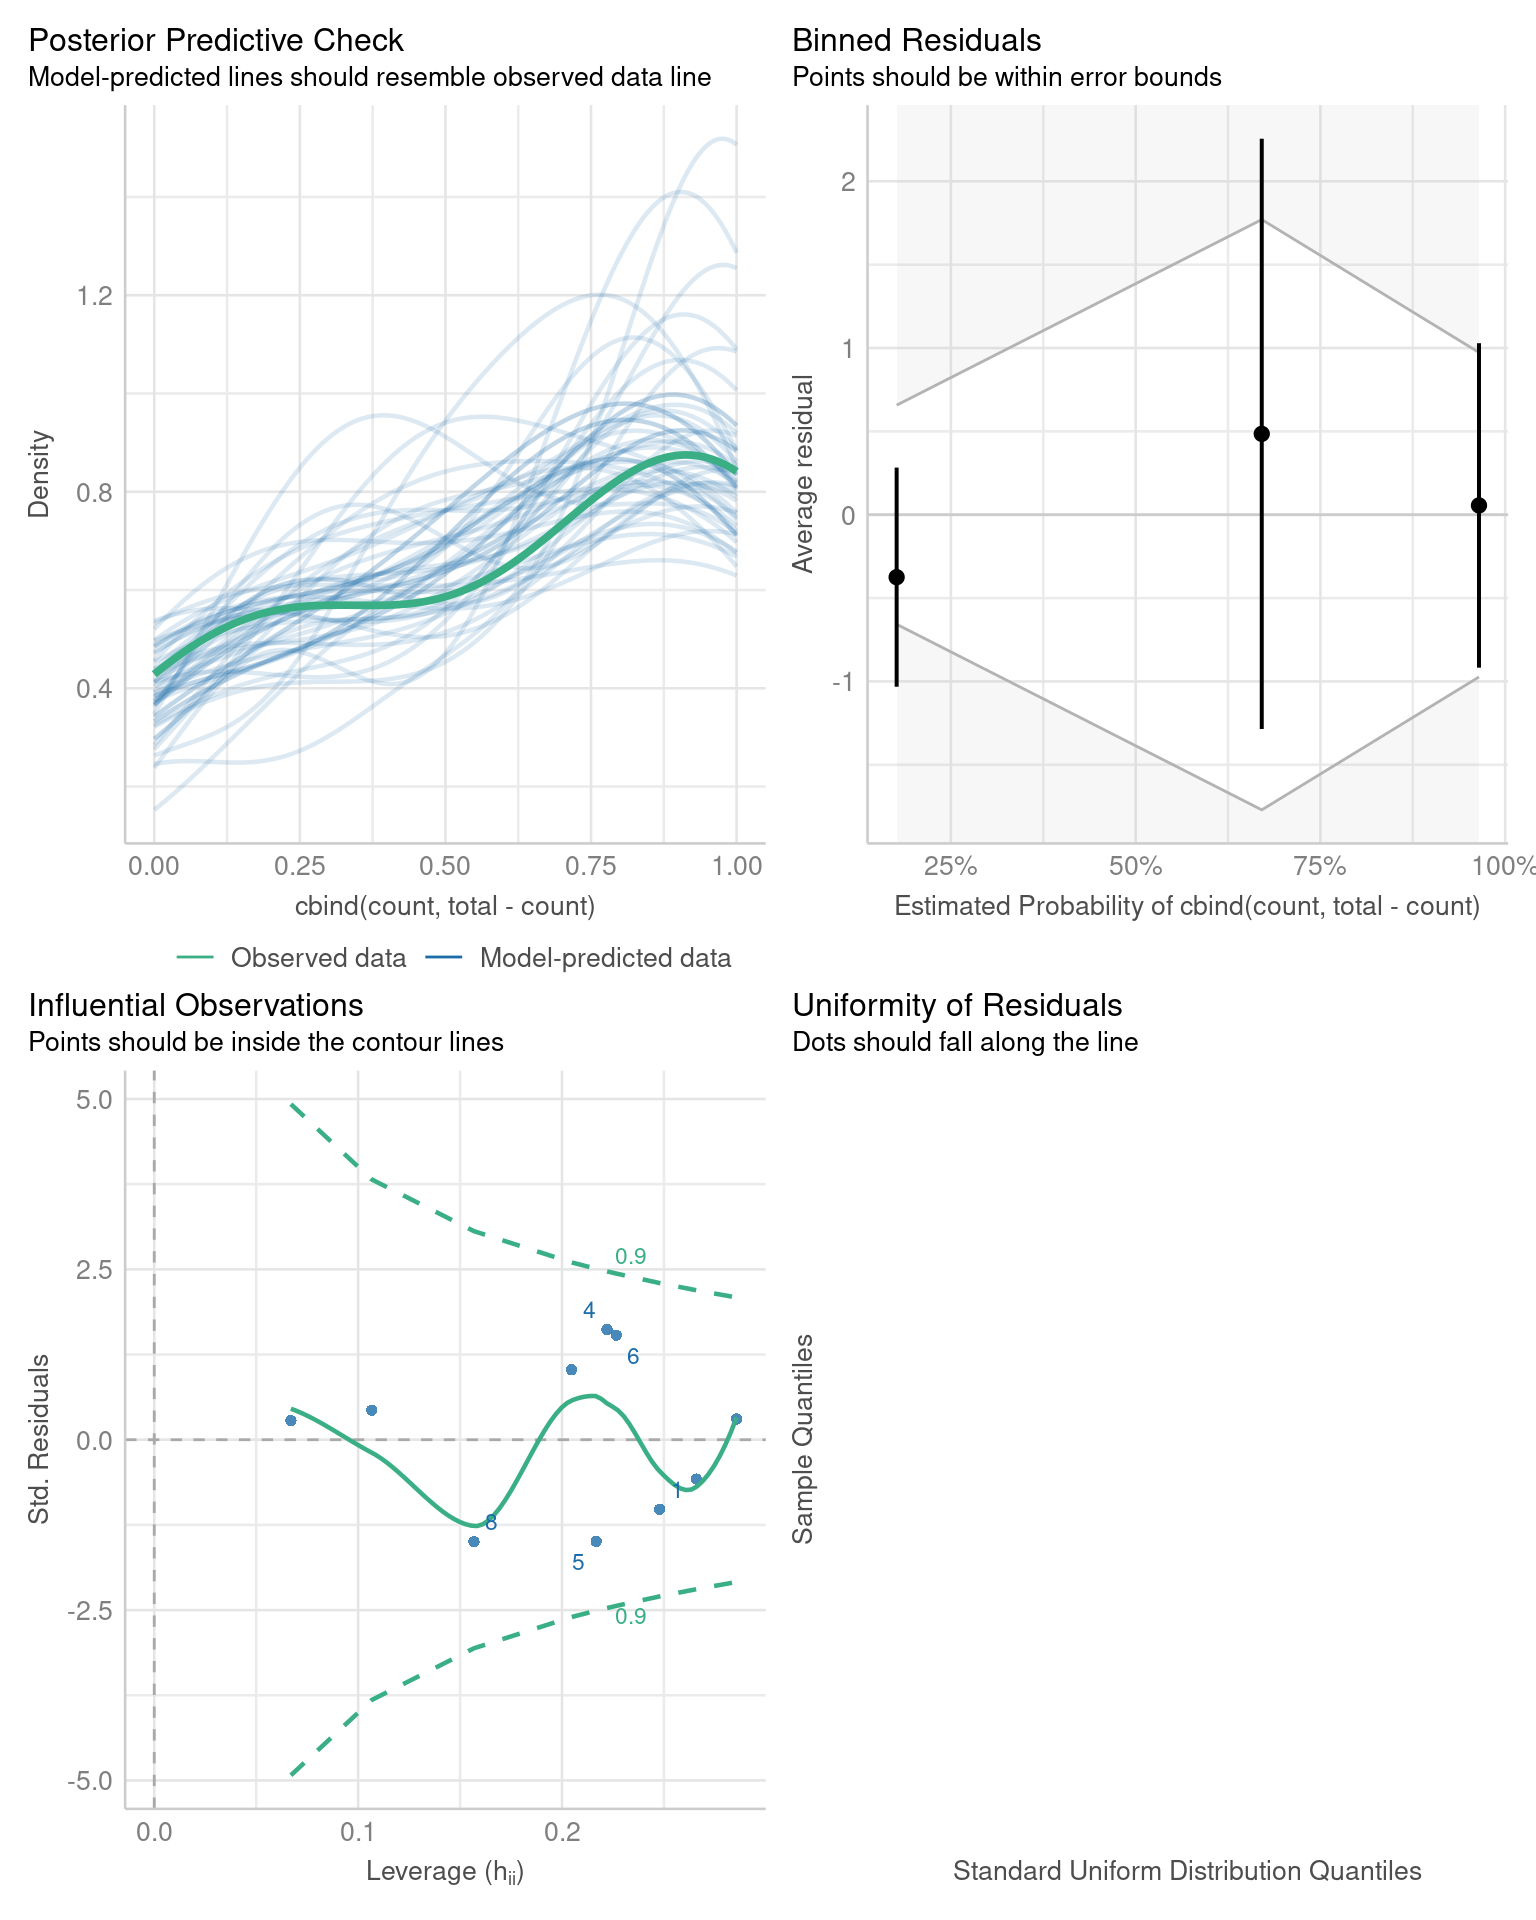 Posterior Predictive Check
Model-predicted lines should resemble observed data line
1.2
0.8
0.4
Density
0.00 0.25 0.50 0.75 1.00
cbind(count, total - count)
Observed data Model-predicted data
Binned Residuals
Points should be within error bounds
2
1
0
-1
Average residual
25% 50% 75% 100%
Estimated Probability of cbind(count, total - count)
Influential Observations
Points should be inside the contour lines
5.0
2.5
0.0
-2.5
-5.0
Std. Residuals
0.9
4
6
8
1
5
0.9
0.0 0.1 0.2
Leverage (hii)
Uniformity of Residuals
Dots should fall along the line
Sample Quantiles
Standard Uniform Distribution Quantiles